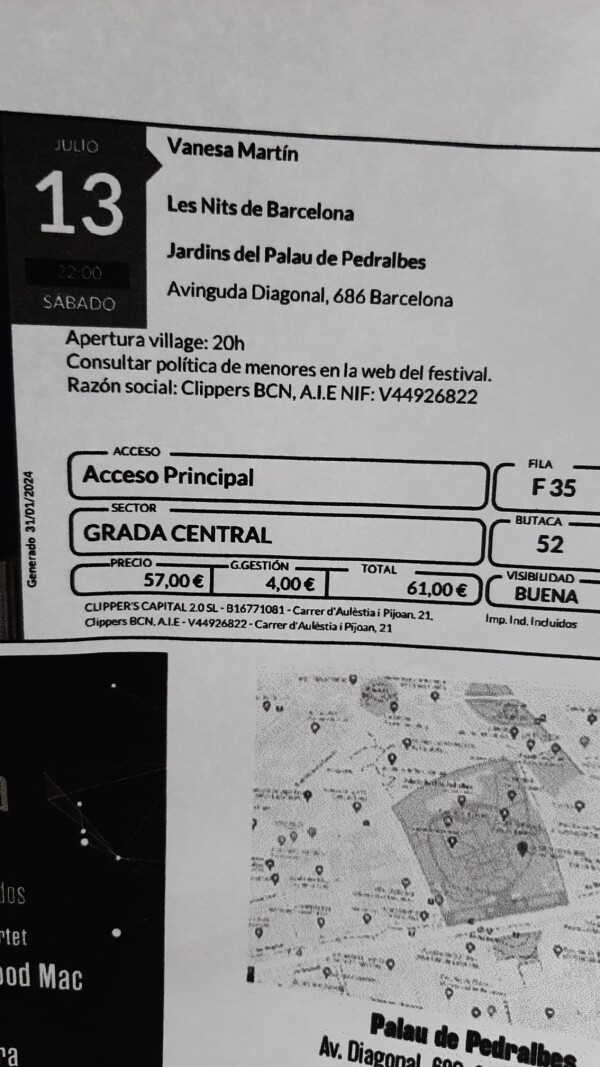 JULIO
13
22:00
SÁBADO
Vanesa Martín
Les Nits de Barcelona
Jardins del Palau de Pedralbes
Avinguda Diagonal, 686 Barcelona
Apertura village: 20h
Consultar política de menores en la web del festival.
Razón social: Clippers BCN, A.I.E NIF: V44926822
Generado 31/01/2024
ACCESO
Acceso Principal
FILA
F 35
SECTOR
GRADA CENTRAL
BUTACA
52
PRECIO
57,00 €
G.GESTIÓN
4,00 €
TOTAL
61,00 €
VISIBILIDAD
BUENA
CLIPPER'S CAPITAL 2.0 SL - B16771081 - Carrer d'Aulèstia i Pijoan, 21,
Clippers BCN, A.I.E - V44926822 - Carrer d'Aulèstia i Pijoan, 21
Imp. Ind. Incluidos
Mac
Palau de Pedralbes
Av. Diagonal,